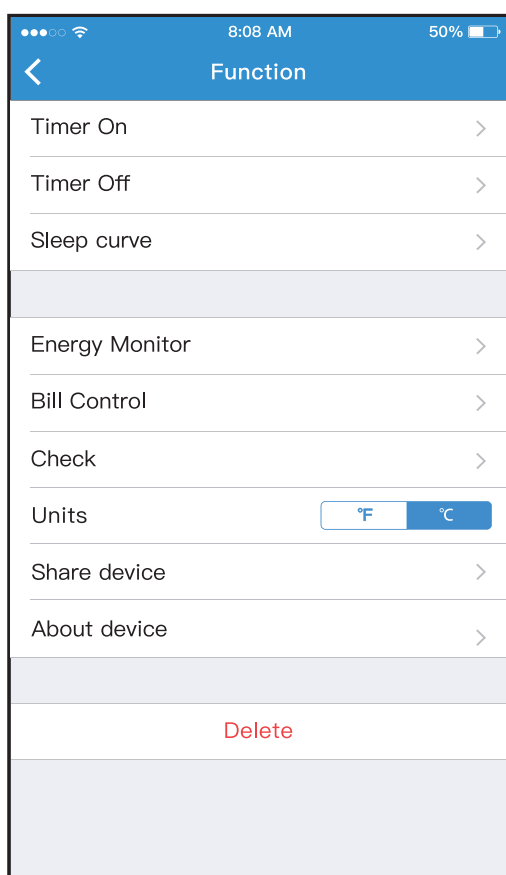 8:08 AM 50%
Function
Timer On
Timer Off
Sleep curve
Energy Monitor
Bill Control
Check
Units °F °C
Share device
About device
Delete